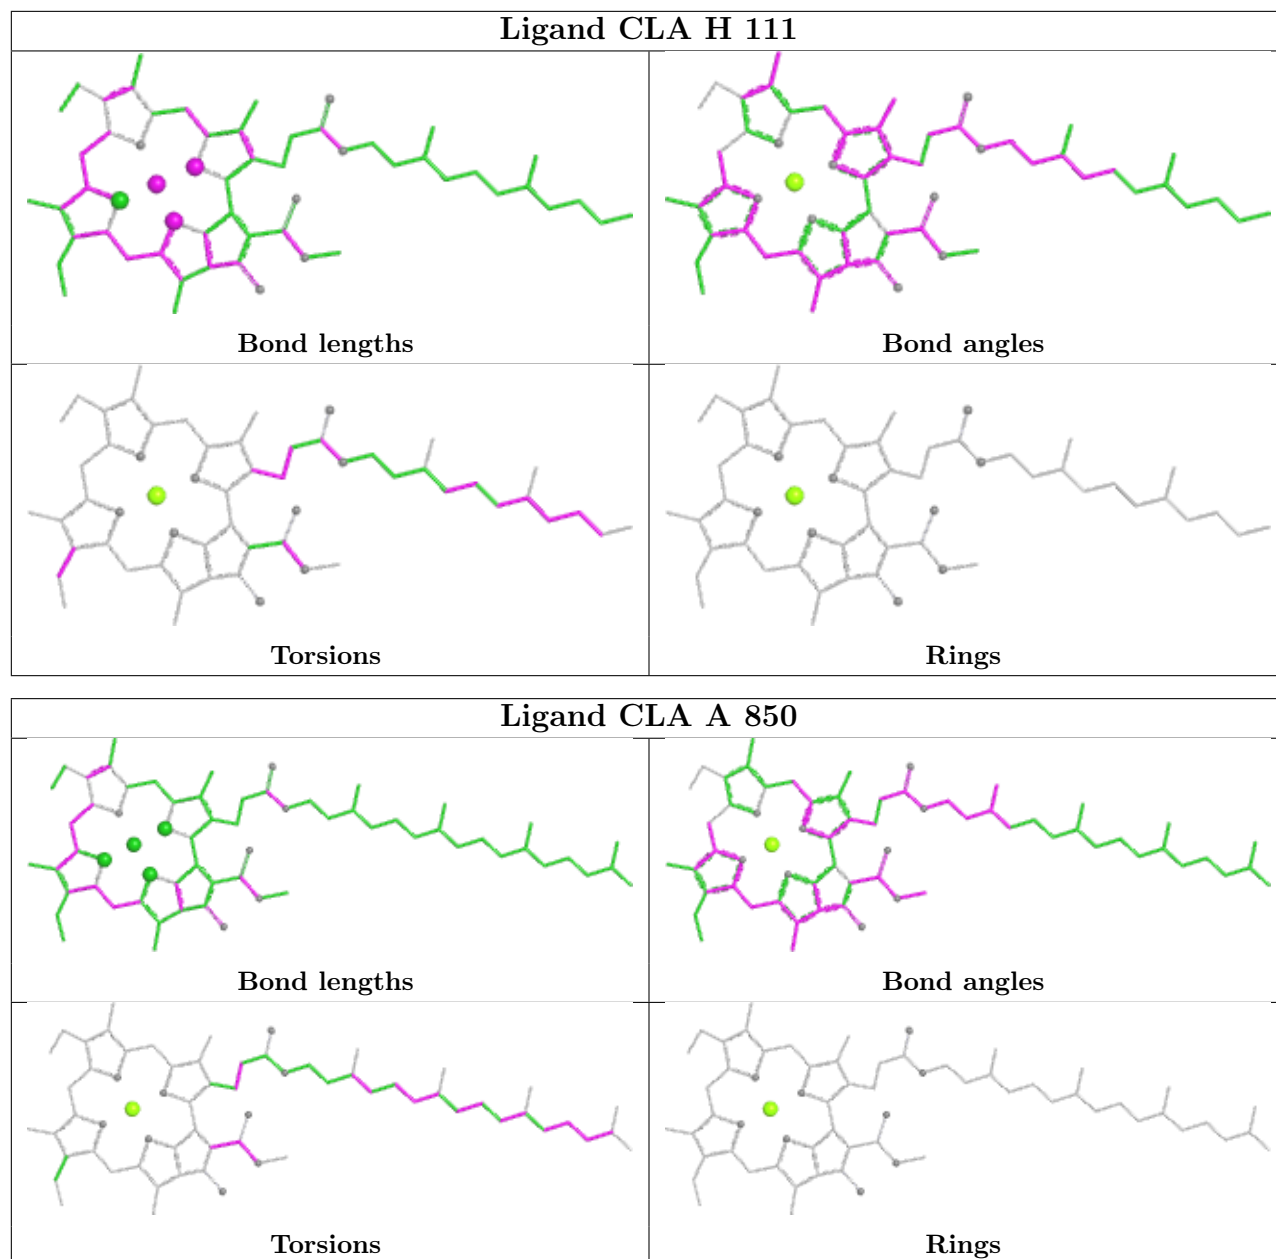 Ligand CLA H 111
Bond lengths
Bond angles
Torsions
Rings
Ligand CLA A 850
Bond lengths
Bond angles
Torsions
Rings